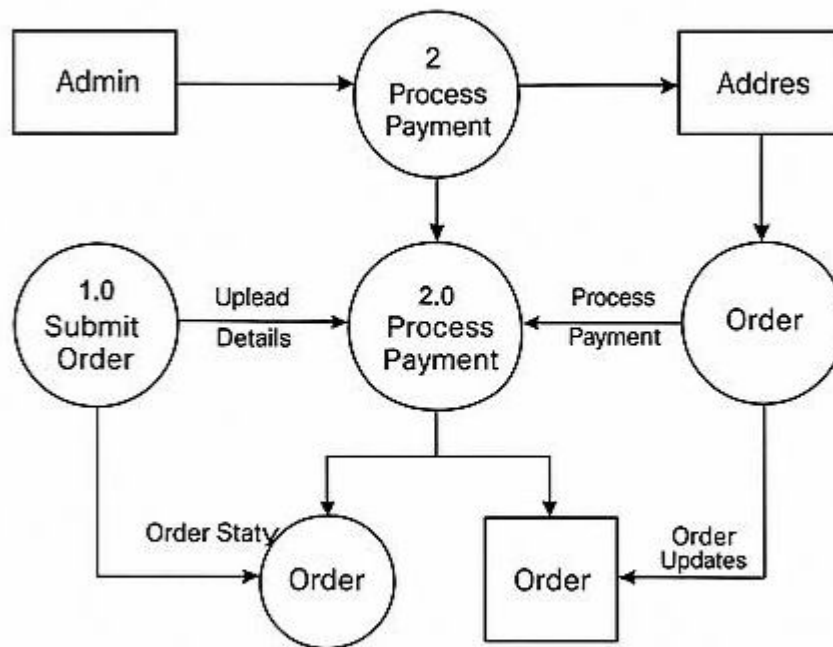 Admin
2
Process
Payment
Addres
1.0
Submit
Order
Uplead
Details
2.0
Process
Payment
Process
Payment
Order
Order Staty
Order
Order
Order
Updates